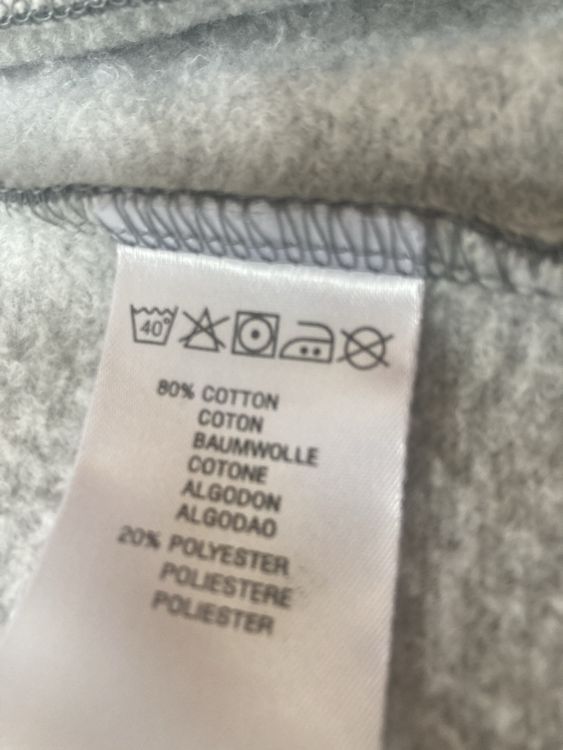 40°
80% COTTON
COTON
BAUMWOLLE
COTONE
ALGODON
ALGODAO
20% POLYESTER
POLIESTERE
POLIESTER